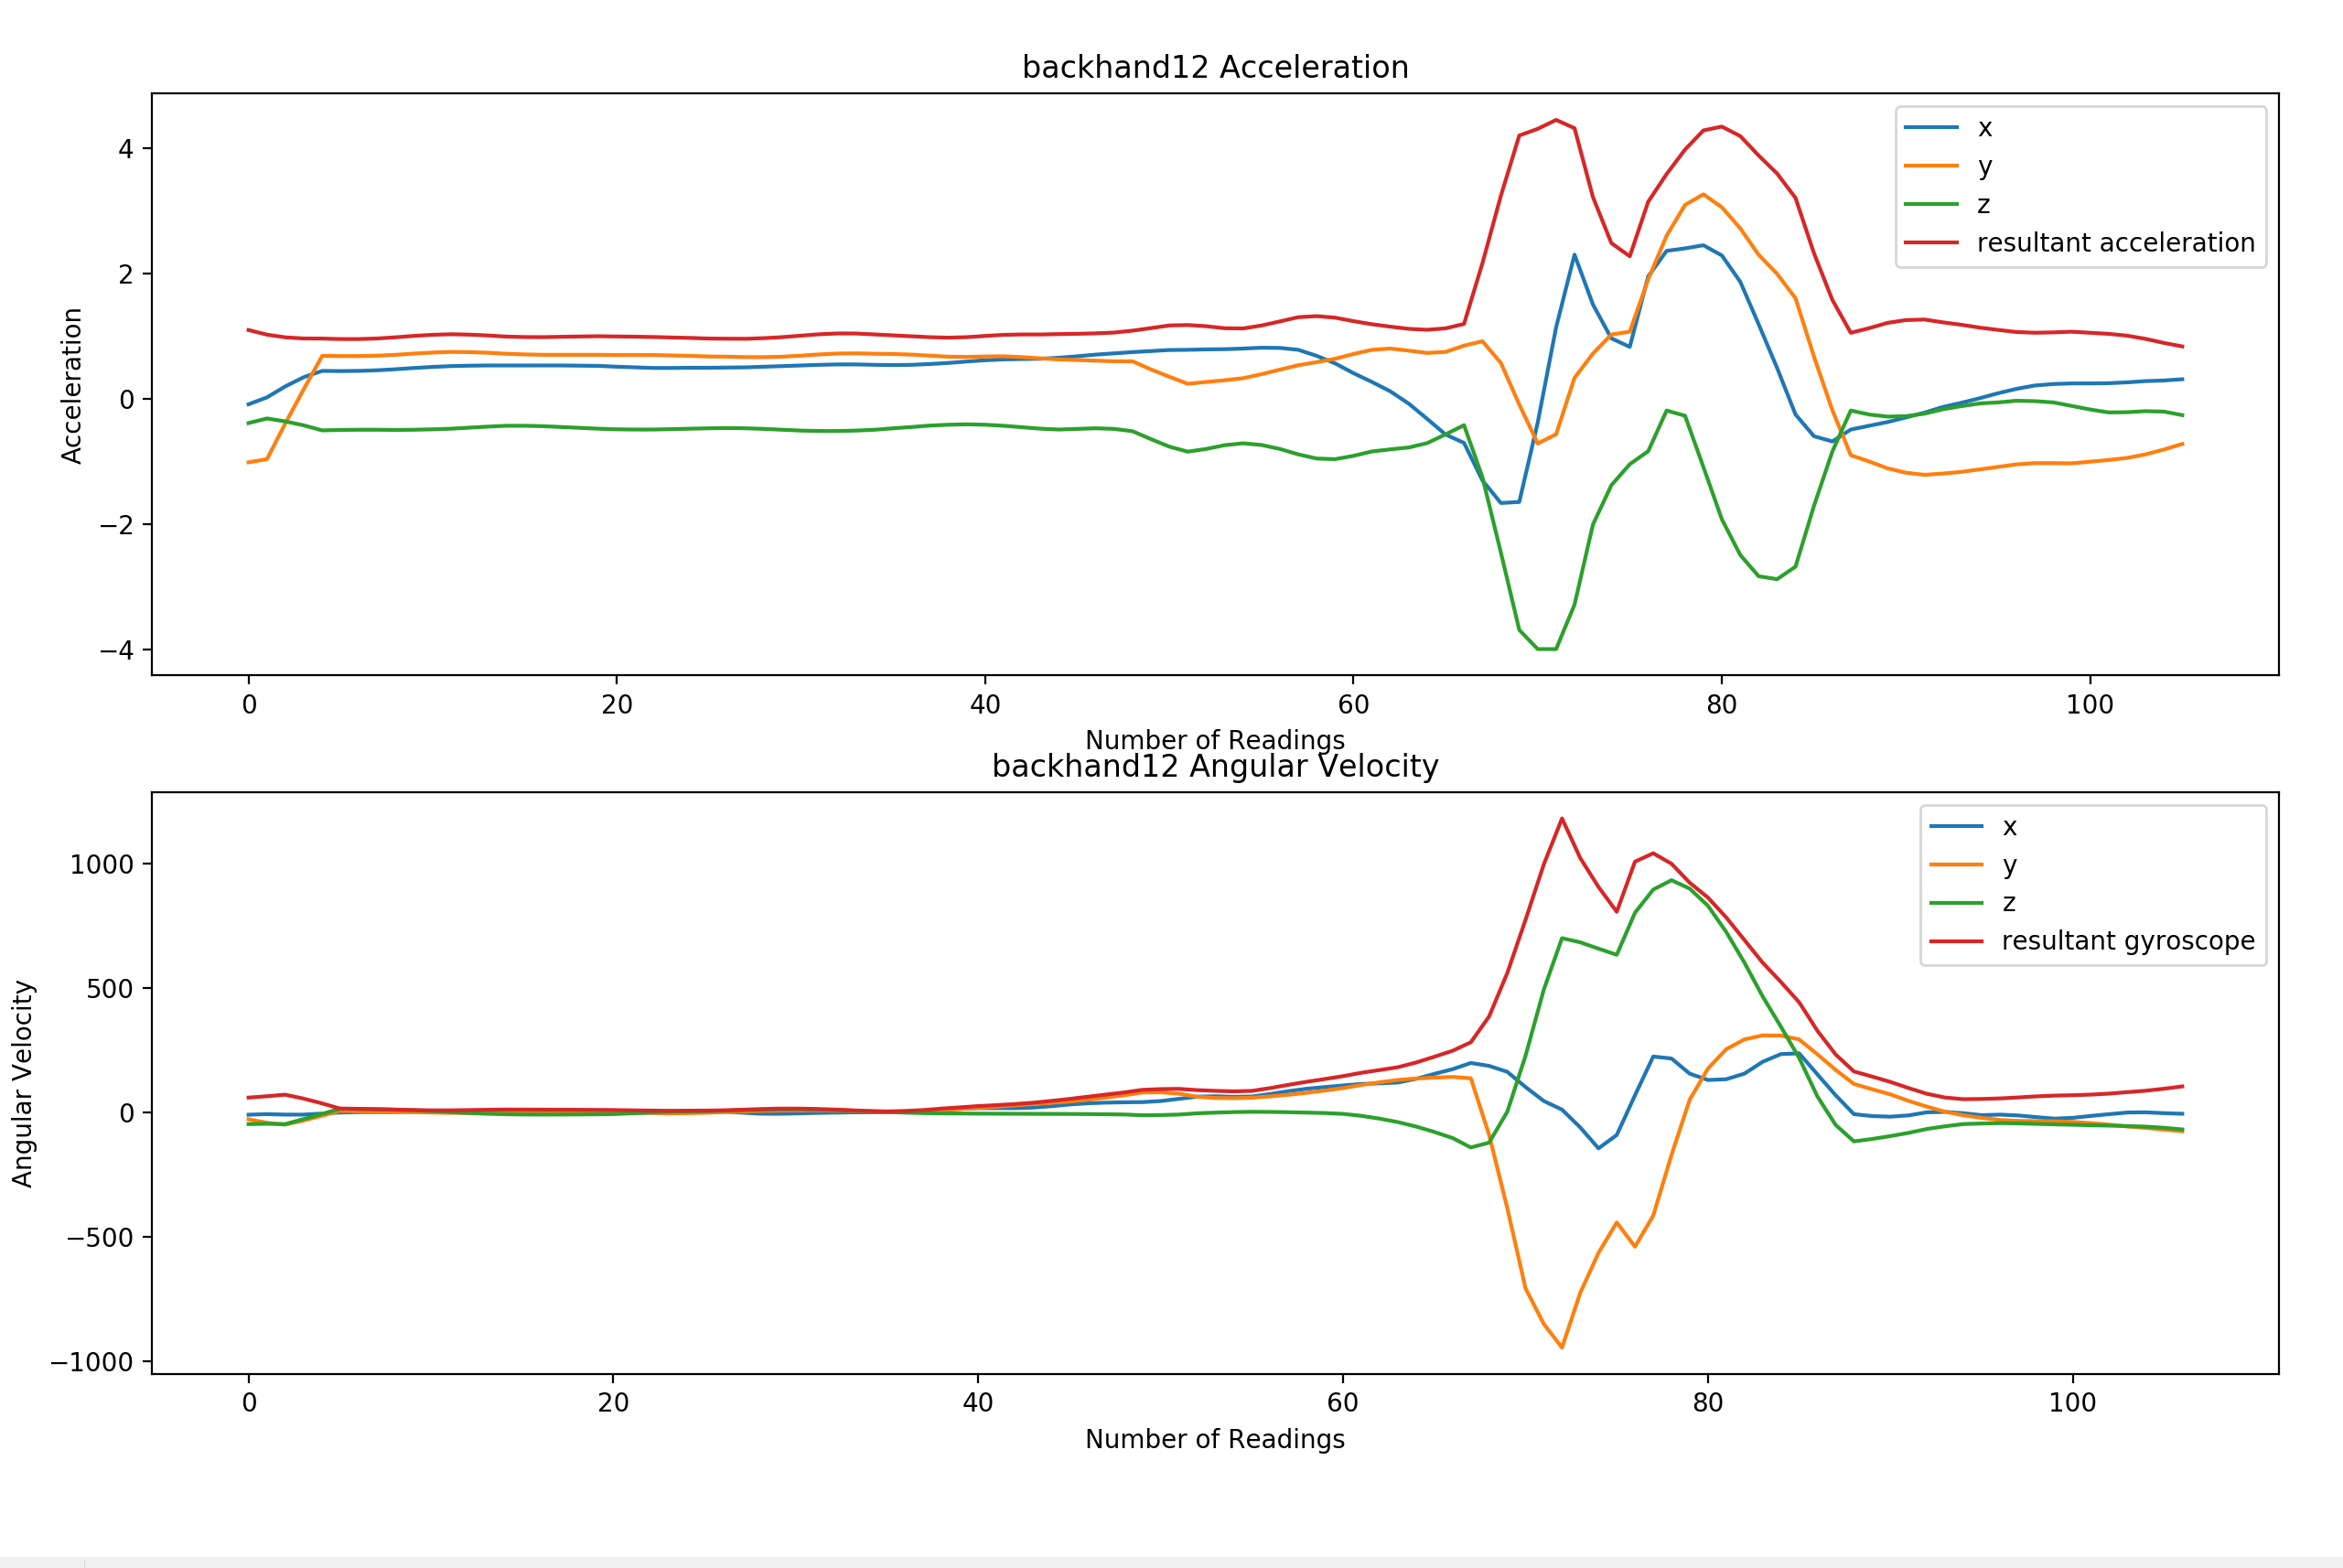 backhand12 Acceleration
Acceleration
4
2
0
−2
−4
x
y
z
resultant acceleration
0 20 40 60 80 100
Number of Readings
backhand12 Angular Velocity
Angular Velocity
1000
500
0
−500
−1000
x
y
z
resultant gyroscope
0 20 40 60 80 100
Number of Readings